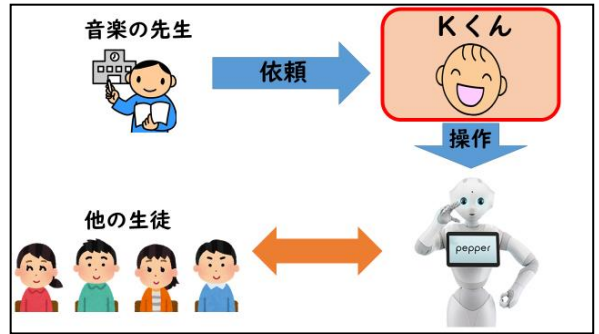 音楽の先生
Kくん
依頼
操作
他の生徒
pepper